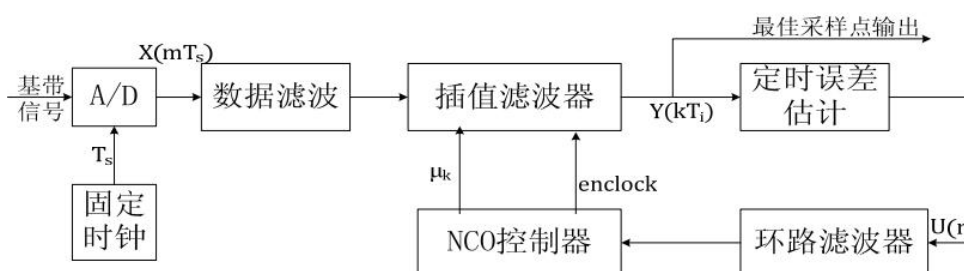 最佳采样点输出
X(mTₛ)
基带
信号
A/D
数据滤波
插值滤波器
Y(kTᵢ)
定时误差
估计
Tₛ
μₖ
enclock
固定
时钟
NCO控制器
环路滤波器
U(